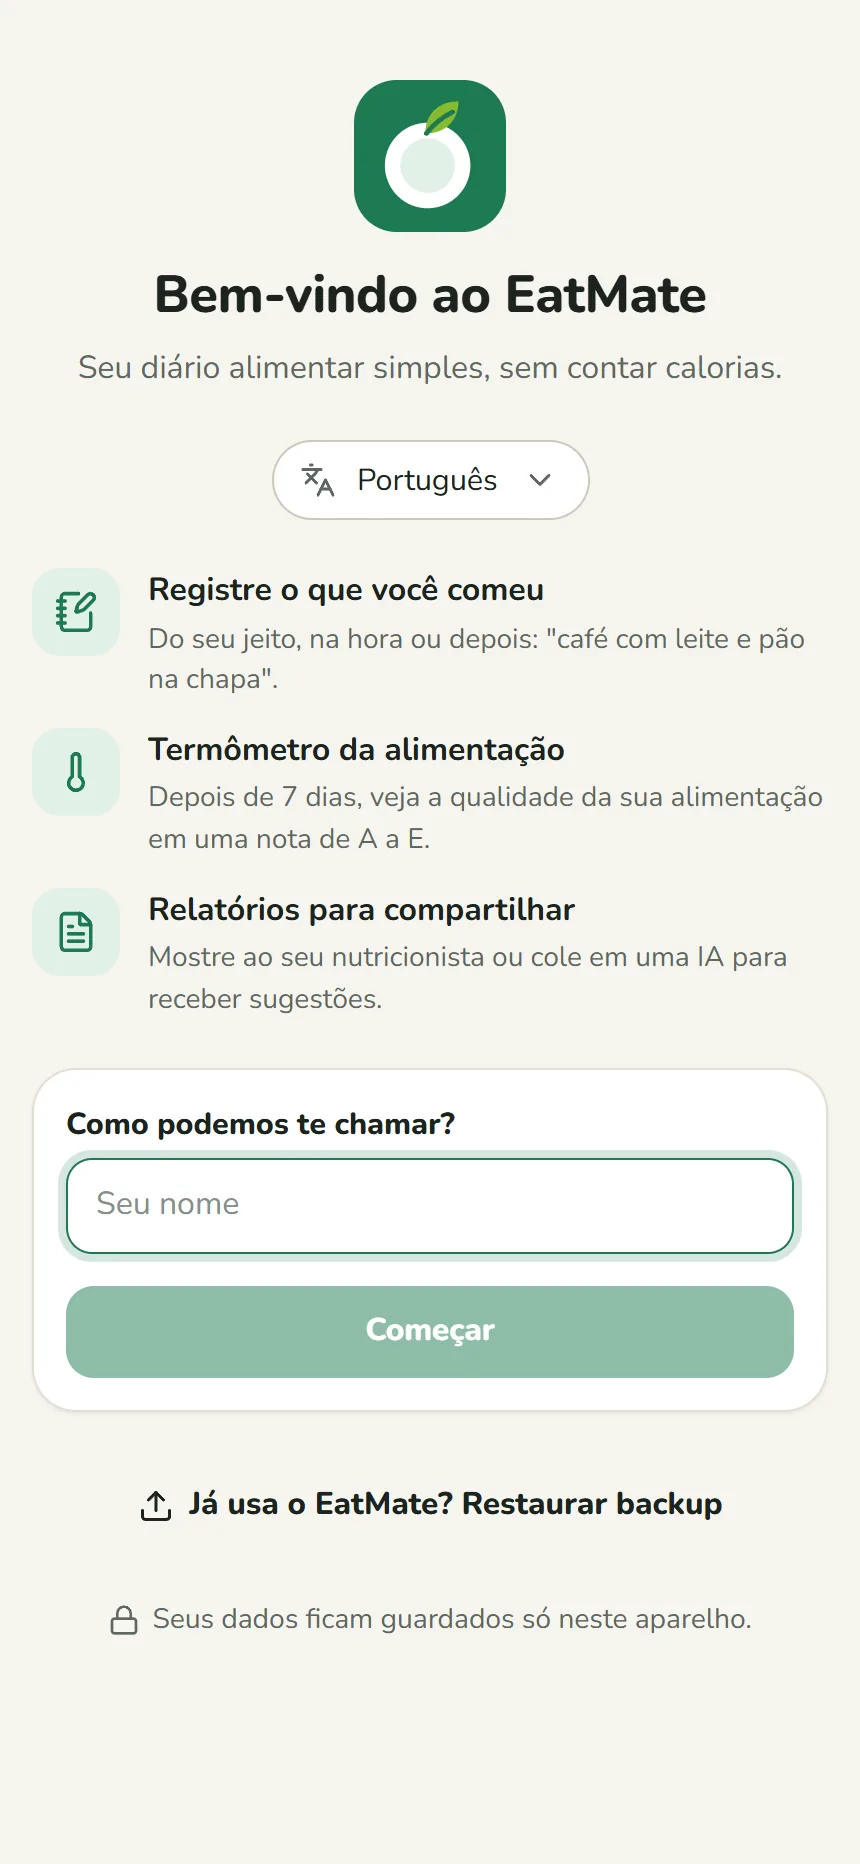 Bem-vindo ao EatMate
Seu diário alimentar simples, sem contar calorias.
Português
Registre o que você comeu
Do seu jeito, na hora ou depois: "café com leite e pão
na chapa".
Termômetro da alimentação
Depois de 7 dias, veja a qualidade da sua alimentação
em uma nota de A a E.
Relatórios para compartilhar
Mostre ao seu nutricionista ou cole em uma IA para
receber sugestões.
Como podemos te chamar?
Seu nome
Começar
Já usa o EatMate? Restaurar backup
Seus dados ficam guardados só neste aparelho.